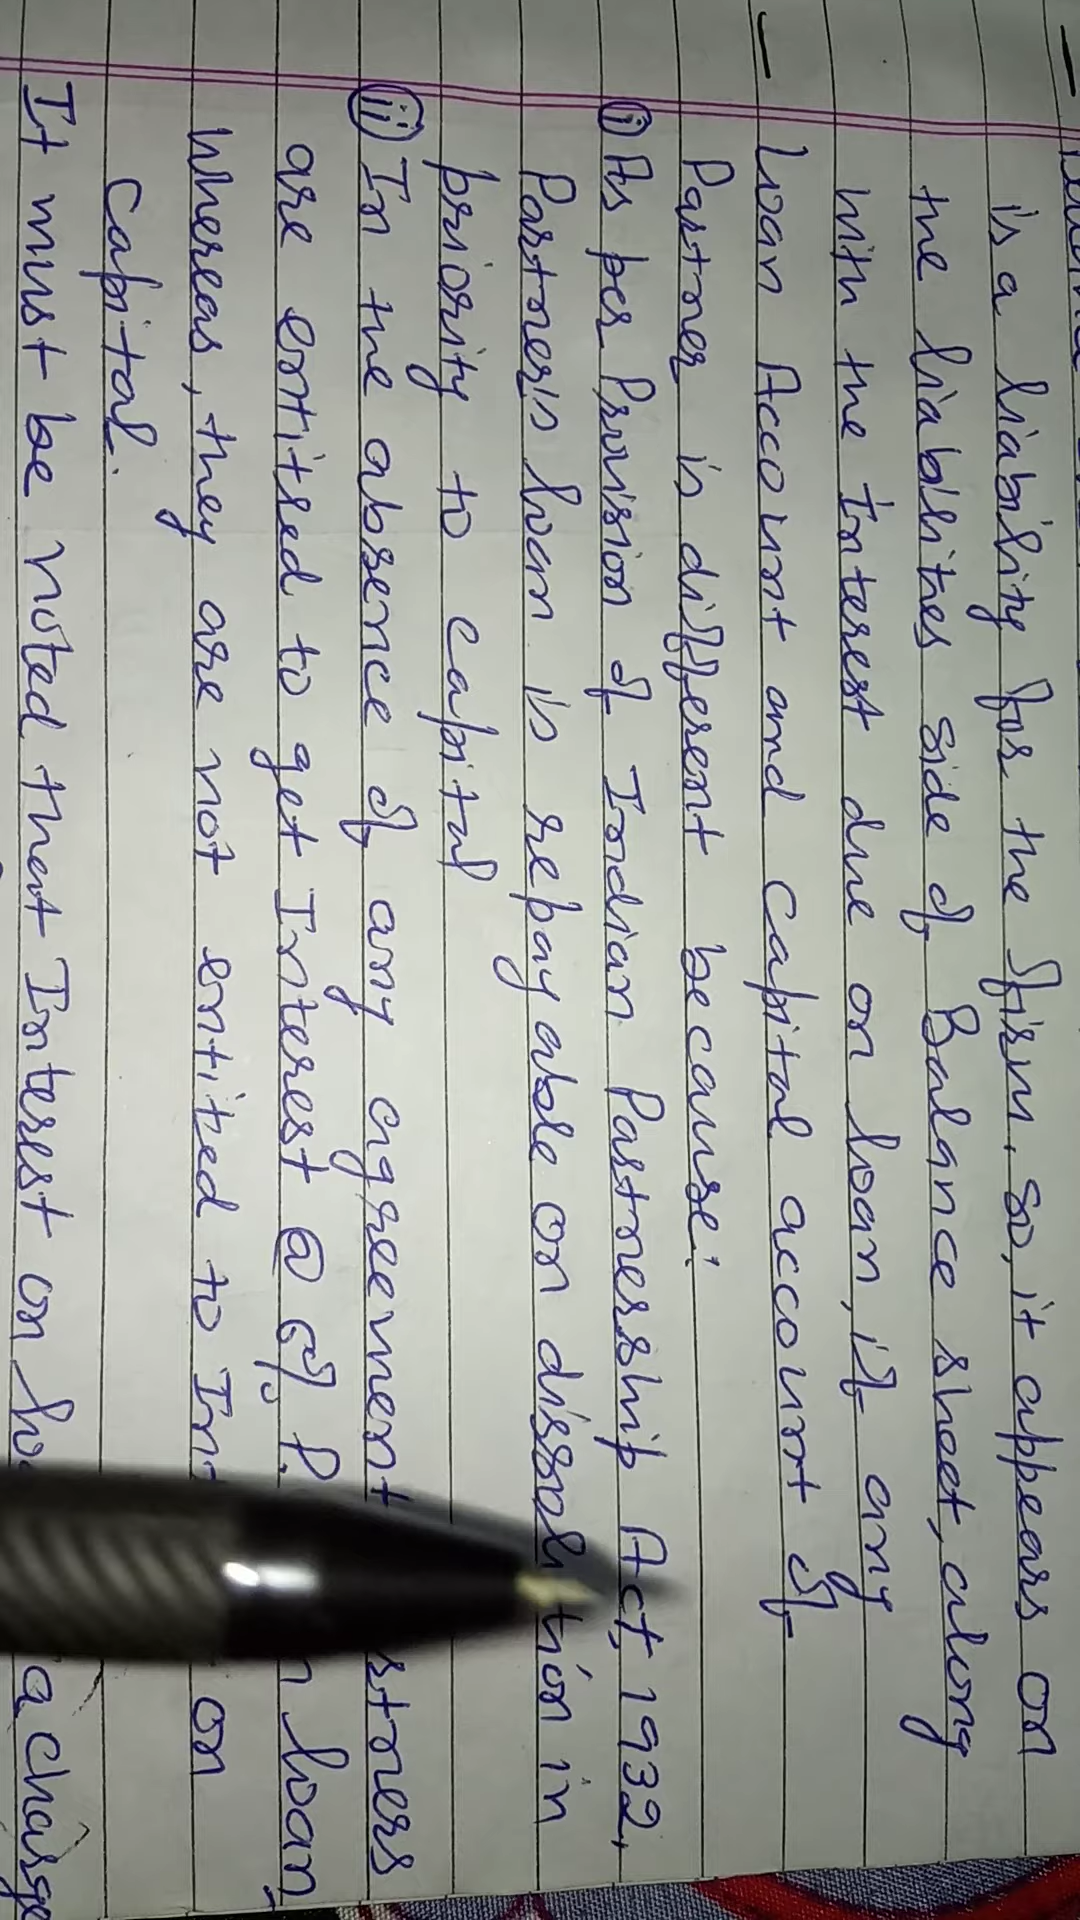 is a liability for the firm. so, it appears on
the liabilities side of Balance sheet, along
with the Interest due on loan, if any
— Loan Account and capital account of
Partner is different because:
(i) As per Provision of Indian Partnership Act, 1932,
Partner's loan is repayable on dissolution in
priority to capital
(ii) In the absence of any agreement
are entitled to get Interest @ 6% P. loan
whereas, they are not entitled to on
capital.
It must be noted that Interest on a charge